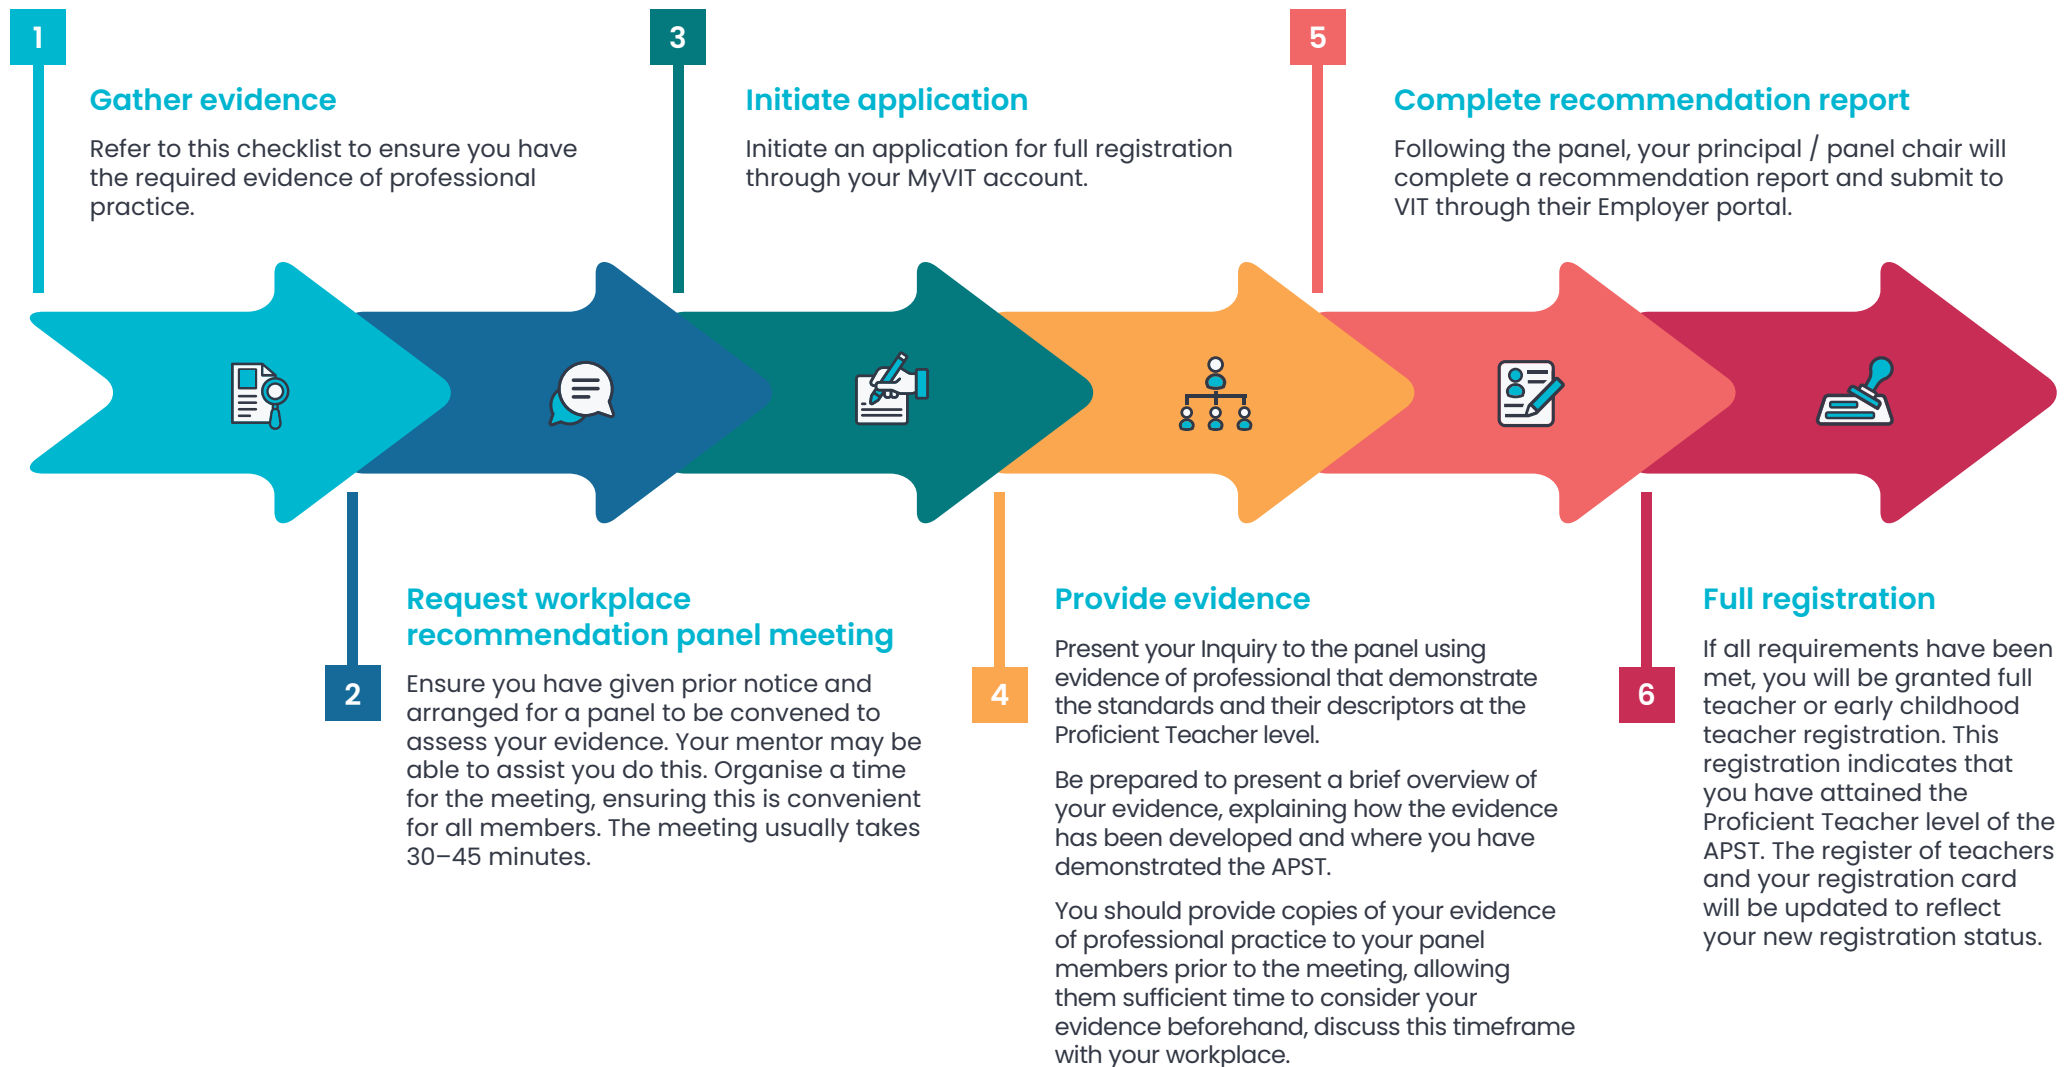 1
Gather evidence
Refer to this checklist to ensure you have
the required evidence of professional
practice.
2
Request workplace
recommendation panel meeting
Ensure you have given prior notice and
arranged for a panel to be convened to
assess your evidence. Your mentor may be
able to assist you do this. Organise a time
for the meeting, ensuring this is convenient
for all members. The meeting usually takes
30–45 minutes.
3
Initiate application
Initiate an application for full registration
through your MyVIT account.
4
Provide evidence
Present your Inquiry to the panel using
evidence of professional that demonstrate
the standards and their descriptors at the
Proficient Teacher level.
Be prepared to present a brief overview of
your evidence, explaining how the evidence
has been developed and where you have
demonstrated the APST.
You should provide copies of your evidence
of professional practice to your panel
members prior to the meeting, allowing
them sufficient time to consider your
evidence beforehand, discuss this timeframe
with your workplace.
5
Complete recommendation report
Following the panel, your principal / panel chair will
complete a recommendation report and submit to
VIT through their Employer portal.
6
Full registration
If all requirements have been
met, you will be granted full
teacher or early childhood
teacher registration. This
registration indicates that
you have attained the
Proficient Teacher level of the
APST. The register of teachers
and your registration card
will be updated to reflect
your new registration status.